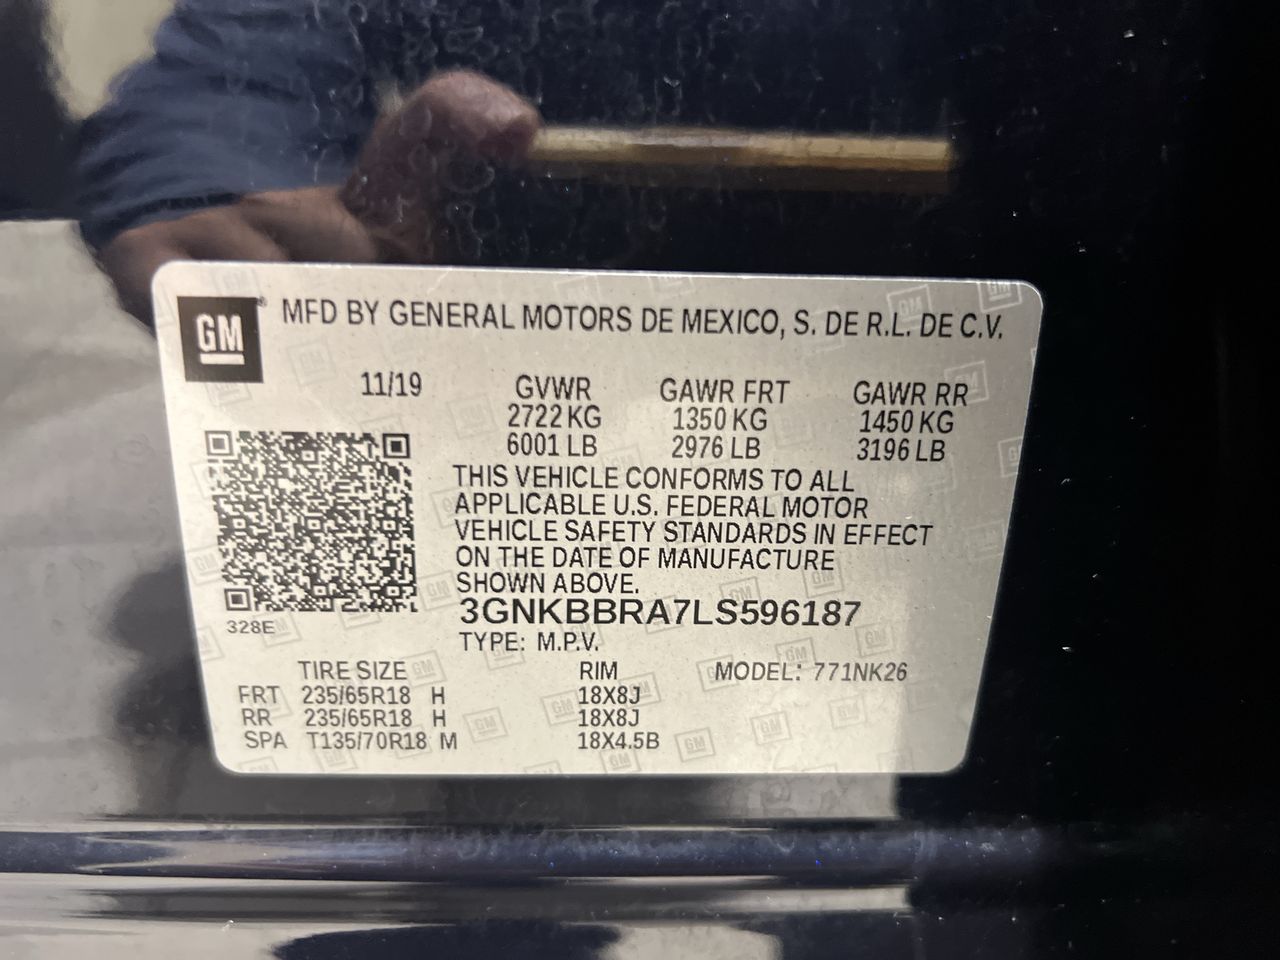 GM ® MFD BY GENERAL MOTORS DE MEXICO, S. DE R.L. DE C.V.
11/19 GVWR GAWR FRT GAWR RR
2722 KG 1350 KG 1450 KG
6001 LB 2976 LB 3196 LB
THIS VEHICLE CONFORMS TO ALL
APPLICABLE U.S. FEDERAL MOTOR
VEHICLE SAFETY STANDARDS IN EFFECT
ON THE DATE OF MANUFACTURE
SHOWN ABOVE.
3GNKBBRA7LS596187
328E
TYPE: M.P.V.
TIRE SIZE RIM MODEL: 771NK26
FRT 235/65R18 H 18X8J
RR 235/65R18 H 18X8J
SPA T135/70R18 M 18X4.5B